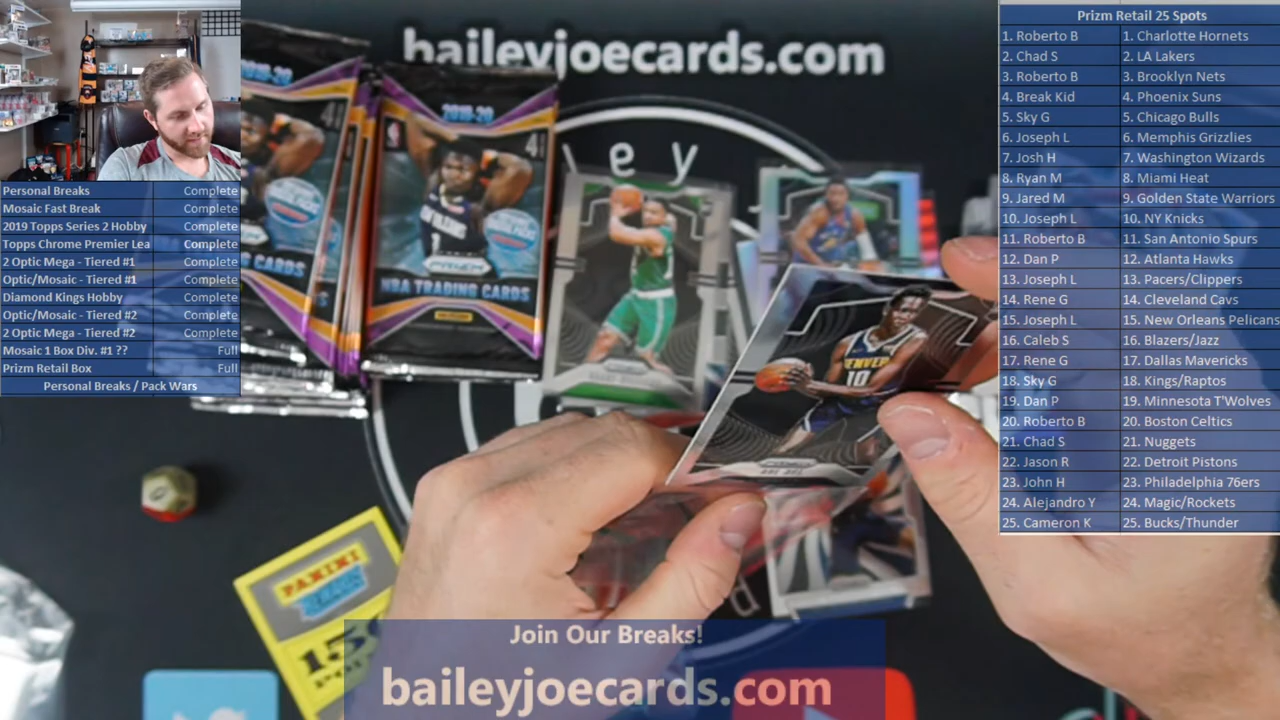 baileyjoecards.com
ey
Personal Breaks Complete
Mosaic Fast Break Complete
2019 Topps Series 2 Hobby Complete
Topps Chrome Premier Lea Complete
2 Optic Mega - Tiered #1 Complete
Optic/Mosaic - Tiered #1 Complete
Diamond Kings Hobby Complete
Optic/Mosaic - Tiered #2 Complete
2 Optic Mega - Tiered #2 Complete
Mosaic 1 Box Div. #1 ?? Full
Prizm Retail Box Full
Personal Breaks / Pack Wars
2019-20
4
PRIZM
NBA TRADING CARDS
PANINI
CARDS
DENVER
10
PANINI
d
Join Our Breaks!
baileyjoecards.com
Prizm Retail 25 Spots
1. Roberto B 1. Charlotte Hornets
2. Chad S 2. LA Lakers
3. Roberto B 3. Brooklyn Nets
4. Break Kid 4. Phoenix Suns
5. Sky G 5. Chicago Bulls
6. Joseph L 6. Memphis Grizzlies
7. Josh H 7. Washington Wizards
8. Ryan M 8. Miami Heat
9. Jared M 9. Golden State Warriors
10. Joseph L 10. NY Knicks
11. Roberto B 11. San Antonio Spurs
12. Dan P 12. Atlanta Hawks
13. Joseph L 13. Pacers/Clippers
14. Rene G 14. Cleveland Cavs
15. Joseph L 15. New Orleans Pelicans
16. Caleb S 16. Blazers/Jazz
17. Rene G 17. Dallas Mavericks
18. Sky G 18. Kings/Raptos
19. Dan P 19. Minnesota T'Wolves
20. Roberto B 20. Boston Celtics
21. Chad S 21. Nuggets
22. Jason R 22. Detroit Pistons
23. John H 23. Philadelphia 76ers
24. Alejandro Y 24. Magic/Rockets
25. Cameron K 25. Bucks/Thunder